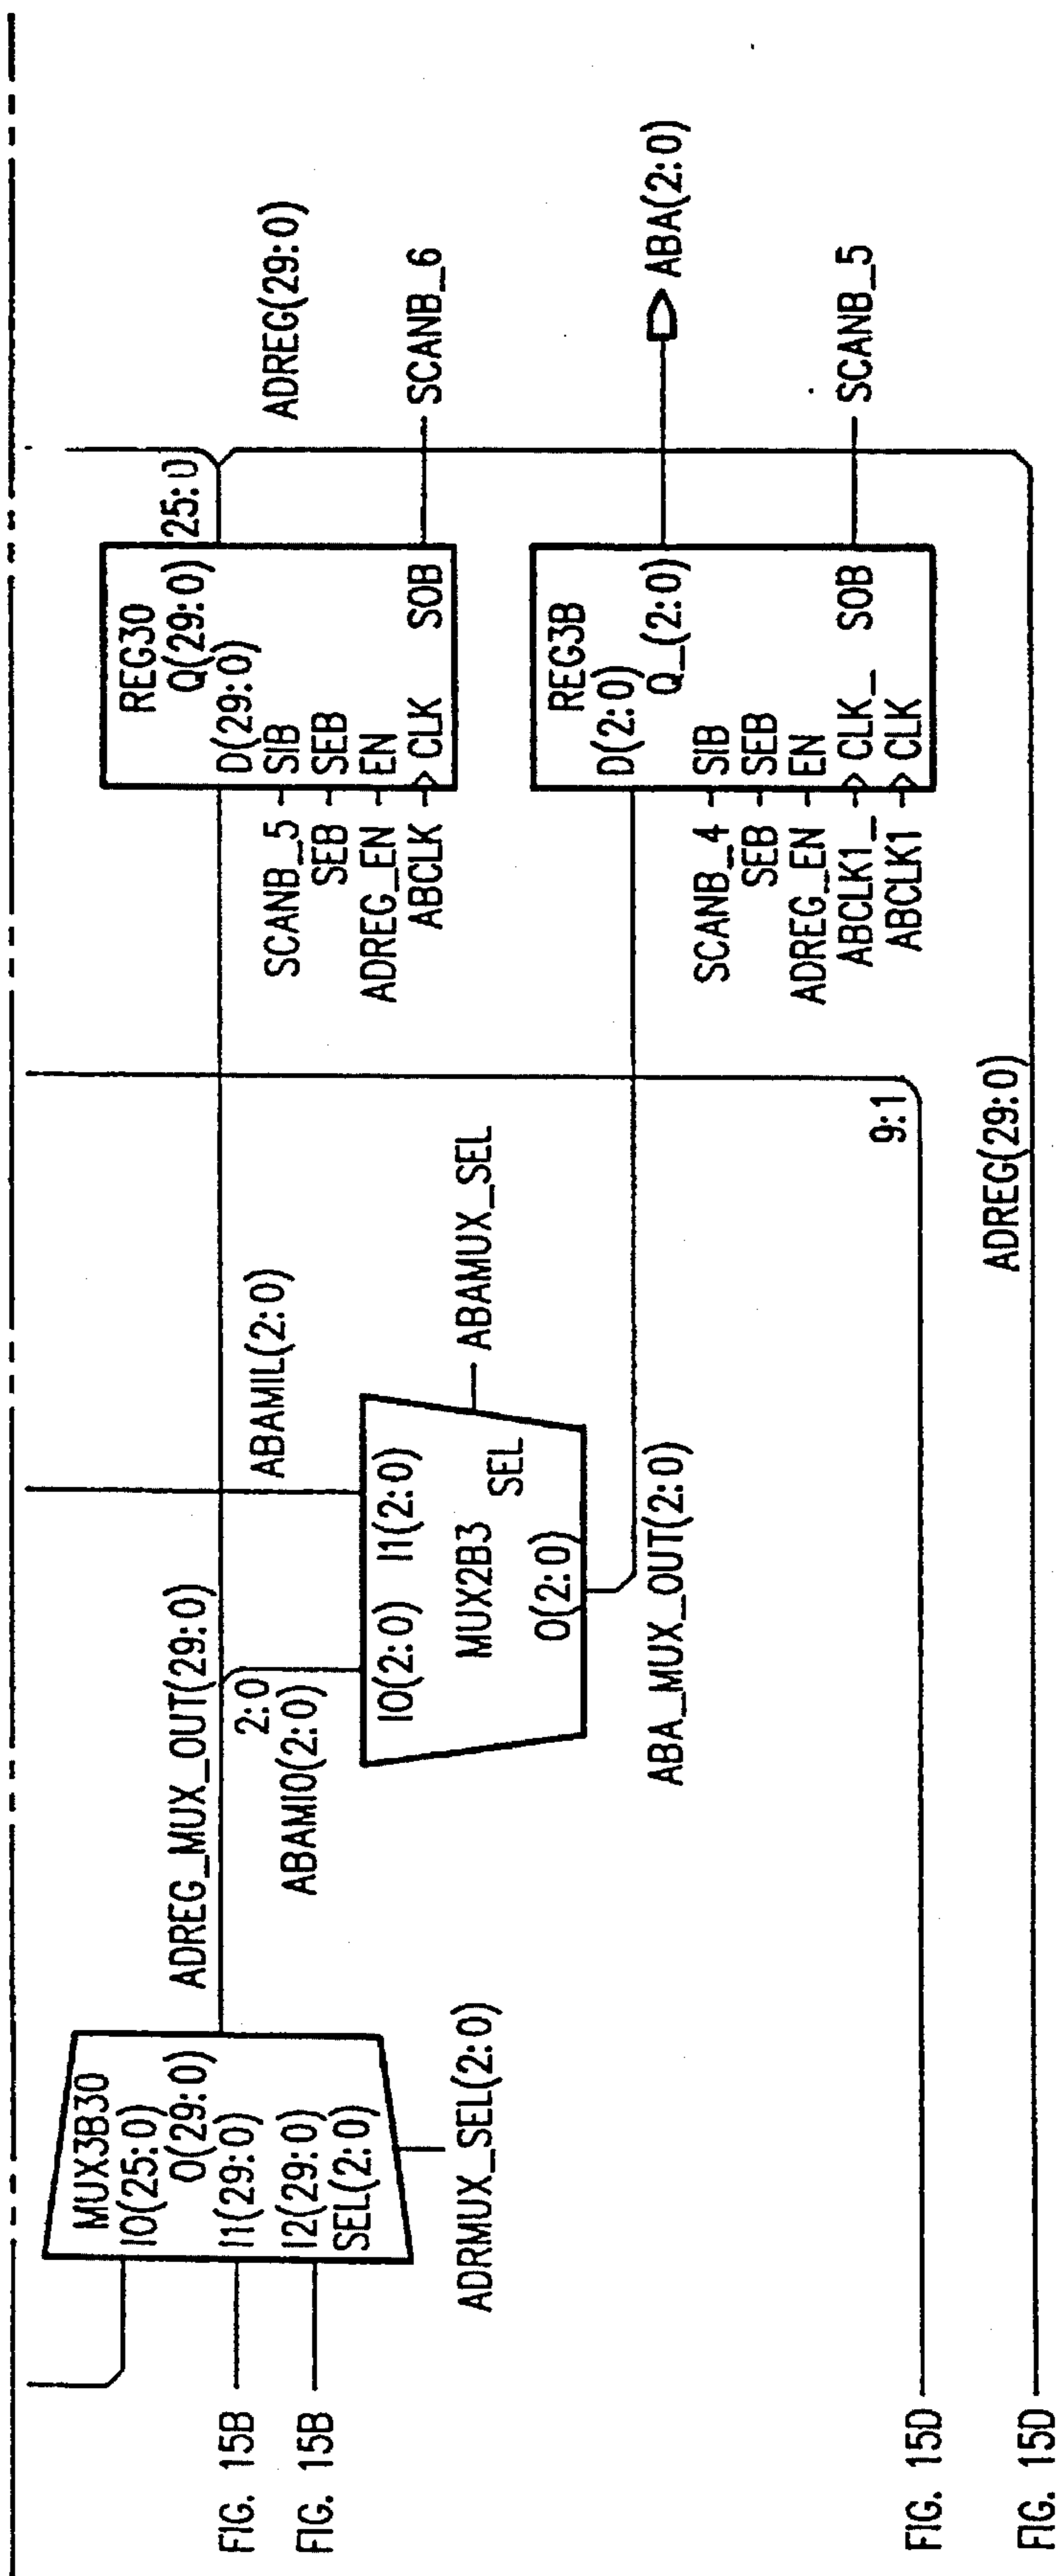 MUX3B30
I0(25:0)
O(29:0)
I1(29:0)
I2(29:0)
SEL(2:0)
FIG. 15B
FIG. 15B
ADRMUX_SEL(2:0)
ADREG_MUX_OUT(29:0)
2:0
ABAMI0(2:0)
ABAMIL(2:0)
I0(2:0)
I1(2:0)
MUX2B3
SEL
O(2:0)
ABAMUX_SEL
ABA_MUX_OUT(2:0)
REG30
Q(29:0)
25:0
D(29:0)
SIB
SEB
EN
CLK
SOB
SCANB_5
SEB
ADREG_EN
ABCLK
ADREG(29:0)
SCANB_6
REG3B
D(2:0)
Q_(2:0)
SIB
SEB
EN
CLK_
CLK
SOB
SCANB_4
SEB
ADREG_EN
ABCLK1_
ABCLK1
ABA(2:0)
SCANB_5
9:1
FIG. 15D
ADREG(29:0)
FIG. 15D